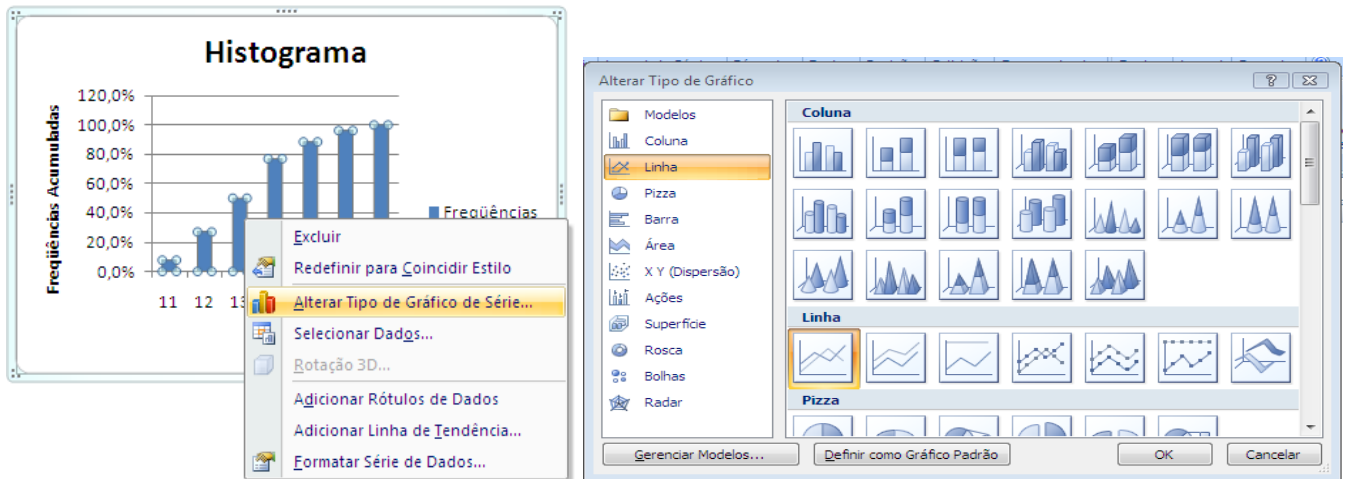 Histograma
Freqüências Acumuladas
120,0%
100,0%
80,0%
60,0%
40,0%
20,0%
0,0%
11 12
Freqüências
Excluir
Redefinir para Coincidir Estilo
Alterar Tipo de Gráfico de Série...
Selecionar Dados...
Rotação 3D...
Adicionar Rótulos de Dados
Adicionar Linha de Tendência...
Formatar Série de Dados...
Alterar Tipo de Gráfico
Modelos
Coluna
Linha
Pizza
Barra
Área
X Y (Dispersão)
Ações
Superfície
Rosca
Bolhas
Radar
Coluna
Linha
Pizza
Gerenciar Modelos...
Definir como Gráfico Padrão
OK
Cancelar